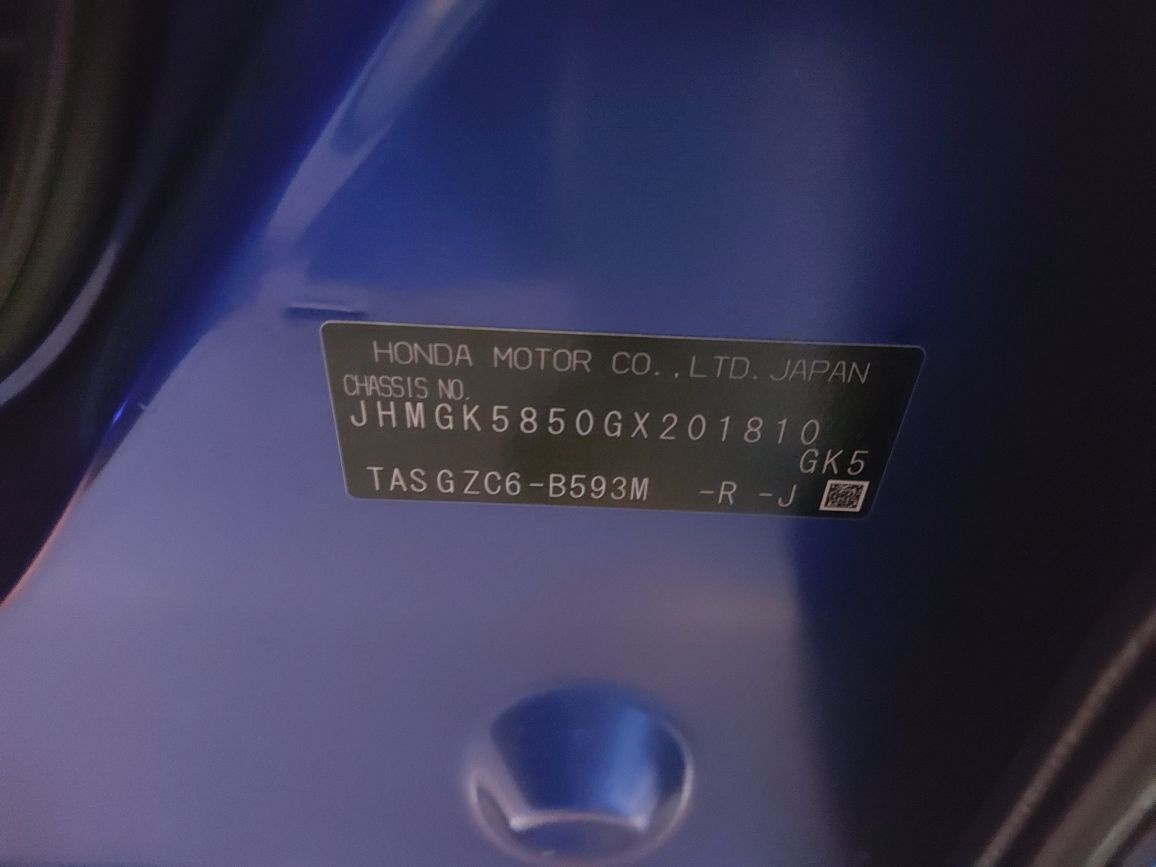 HONDA MOTOR CO.,LTD. JAPAN
CHASSIS NO.
JHMGK5850GX201810
GK5
TASGZC6-B593M -R -J